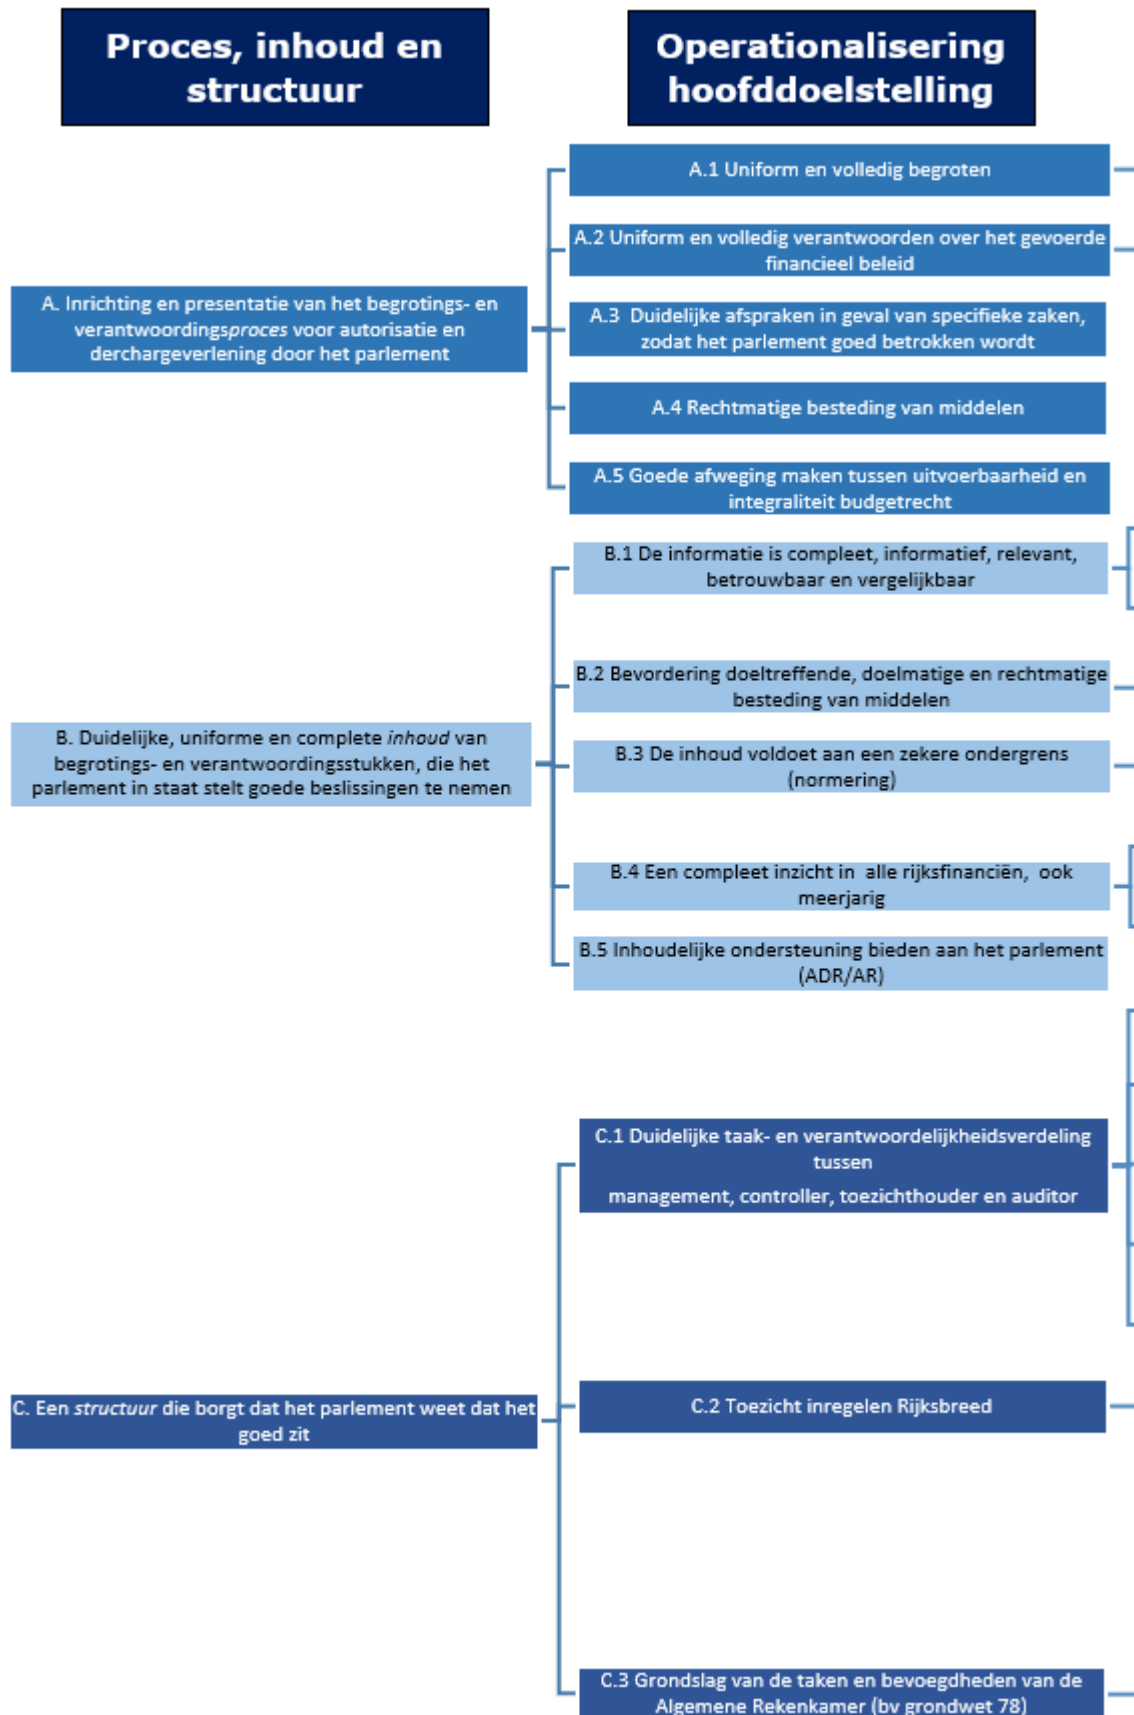 Proces, inhoud en
structuur
Operationalisering
hoofddoelstelling
A. Inrichting en presentatie van het begrotings- en
verantwoordingsproces voor autorisatie en
derchargeverlening door het parlement
A.1 Uniform en volledig begroten
A.2 Uniform en volledig verantwoorden over het gevoerde
financieel beleid
A.3 Duidelijke afspraken in geval van specifieke zaken,
zodat het parlement goed betrokken wordt
A.4 Rechtmatige besteding van middelen
A.5 Goede afweging maken tussen uitvoerbaarheid en
integraliteit budgetrecht
B. Duidelijke, uniforme en complete inhoud van
begrotings- en verantwoordingsstukken, die het
parlement in staat stelt goede beslissingen te nemen
B.1 De informatie is compleet, informatief, relevant,
betrouwbaar en vergelijkbaar
B.2 Bevordering doeltreffende, doelmatige en rechtmatige
besteding van middelen
B.3 De inhoud voldoet aan een zekere ondergrens
(normering)
B.4 Een compleet inzicht in alle rijksfinanciën, ook
meerjarig
B.5 Inhoudelijke ondersteuning bieden aan het parlement
(ADR/AR)
C. Een structuur die borgt dat het parlement weet dat het
goed zit
C.1 Duidelijke taak- en verantwoordelijkheidsverdeling
tussen
management, controller, toezichthouder en auditor
C.2 Toezicht inregelen Rijksbreed
C.3 Grondslag van de taken en bevoegdheden van de
Algemene Rekenkamer (bv grondwet 78)